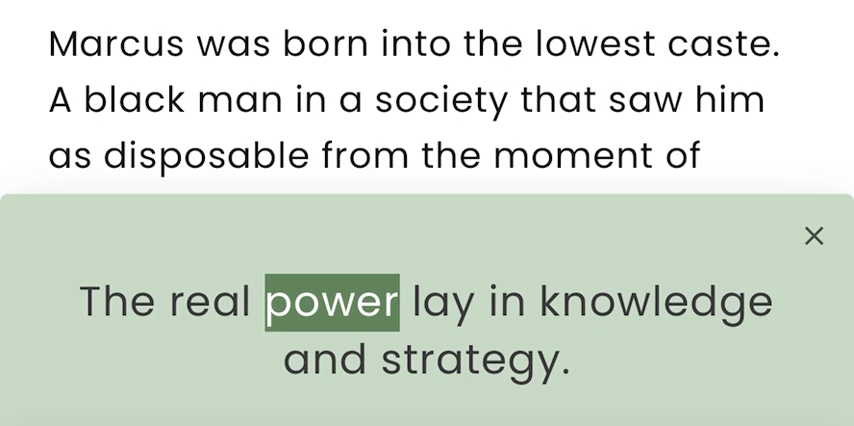 Marcus was born into the lowest caste.
A black man in a society that saw him
as disposable from the moment of
The real power lay in knowledge
and strategy.